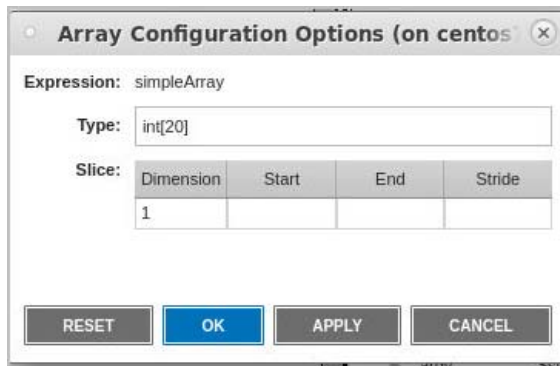 Array Configuration Options (on centos
Expression: simpleArray
Type: int[20]
Slice: Dimension Start End Stride
1
RESET OK APPLY CANCEL